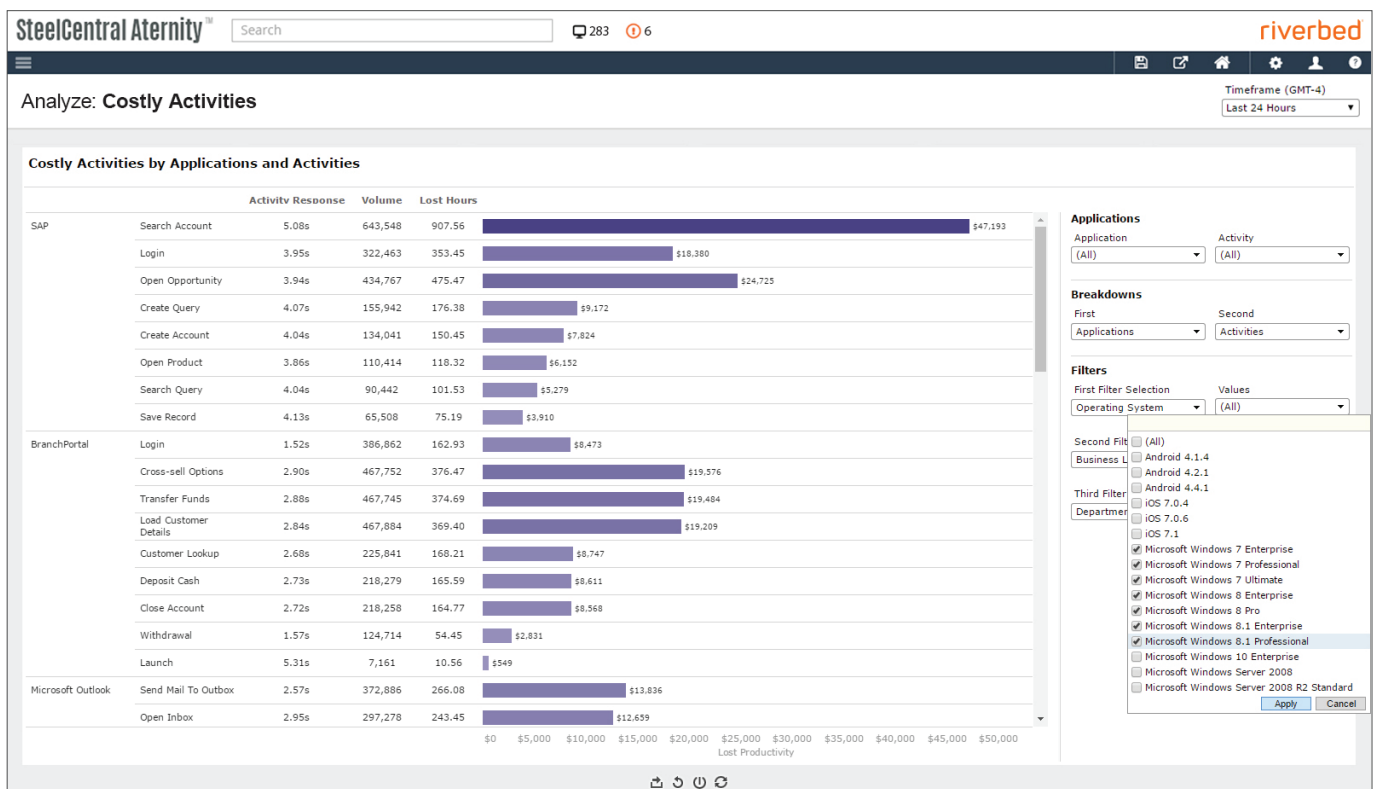 SteelCentral Aternity™ Search 283 6 riverbed
Analyze: Costly Activities
Timeframe (GMT-4)
Last 24 Hours
Costly Activities by Applications and Activities
Activity Response Volume Lost Hours
SAP Search Account 5.08s 643,548 907.56 $47,193
Login 3.95s 322,463 353.45 $18,380
Open Opportunity 3.94s 434,767 475.47 $24,725
Create Query 4.07s 155,942 176.38 $9,172
Create Account 4.04s 134,041 150.45 $7,824
Open Product 3.86s 110,414 118.32 $6,152
Search Query 4.04s 90,442 101.53 $5,279
Save Record 4.13s 65,508 75.19 $3,910
BranchPortal Login 1.52s 386,862 162.93 $8,473
Cross-sell Options 2.90s 467,752 376.47 $19,576
Transfer Funds 2.88s 467,745 374.69 $19,484
Load Customer
Details 2.84s 467,884 369.40 $19,209
Customer Lookup 2.68s 225,841 168.21 $8,747
Deposit Cash 2.73s 218,279 165.59 $8,611
Close Account 2.72s 218,258 164.77 $8,568
Withdrawal 1.57s 124,714 54.45 $2,831
Launch 5.31s 7,161 10.56 $549
Microsoft Outlook Send Mail To Outbox 2.57s 372,886 266.08 $13,836
Open Inbox 2.95s 297,278 243.45 $12,659
$0 $5,000 $10,000 $15,000 $20,000 $25,000 $30,000 $35,000 $40,000 $45,000 $50,000
Lost Productivity
Applications
Application Activity
(All) (All)
Breakdowns
First Second
Applications Activities
Filters
First Filter Selection Values
Operating System (All)
Second Filt
Business L
Third Filter
Departmer
(All)
Android 4.1.4
Android 4.2.1
Android 4.4.1
iOS 7.0.4
iOS 7.0.6
iOS 7.1
Microsoft Windows 7 Enterprise
Microsoft Windows 7 Professional
Microsoft Windows 7 Ultimate
Microsoft Windows 8 Enterprise
Microsoft Windows 8 Pro
Microsoft Windows 8.1 Enterprise
Microsoft Windows 8.1 Professional
Microsoft Windows 10 Enterprise
Microsoft Windows Server 2008
Microsoft Windows Server 2008 R2 Standard
Apply Cancel